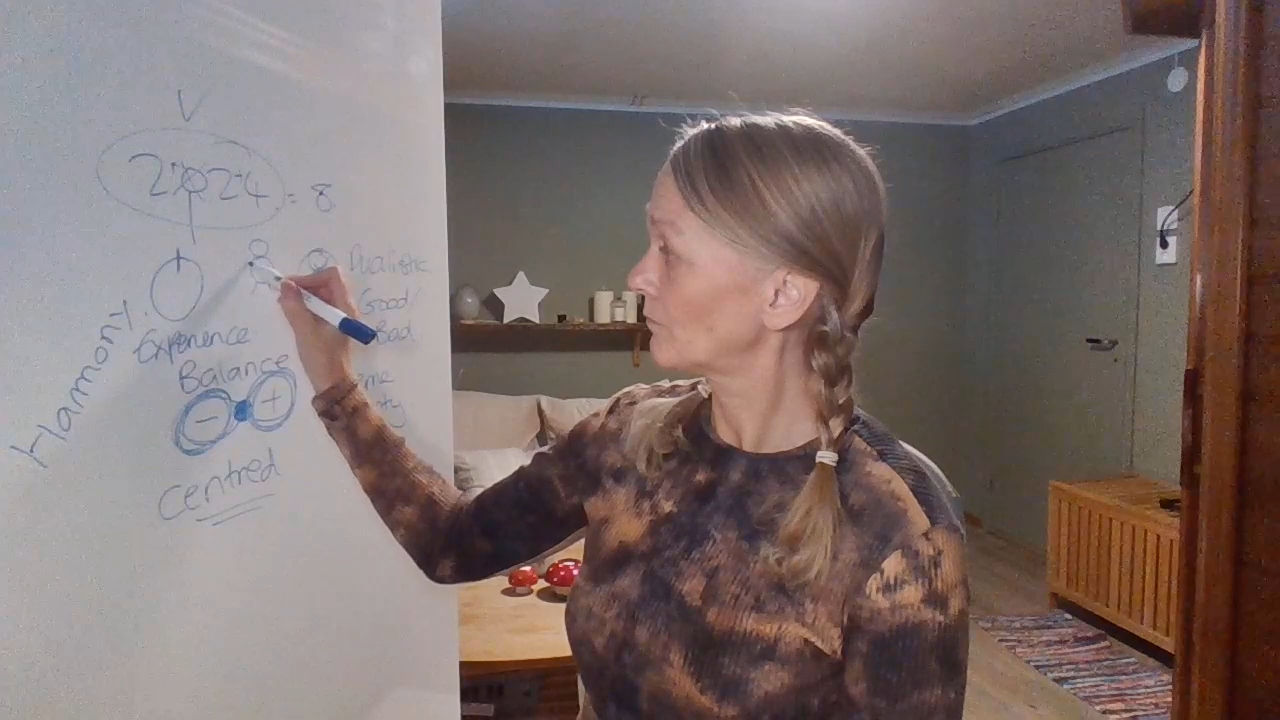 V
2024 = 8
Dualistic
Good/
Bad
Harmony
Experience
Balance
- +
Centred